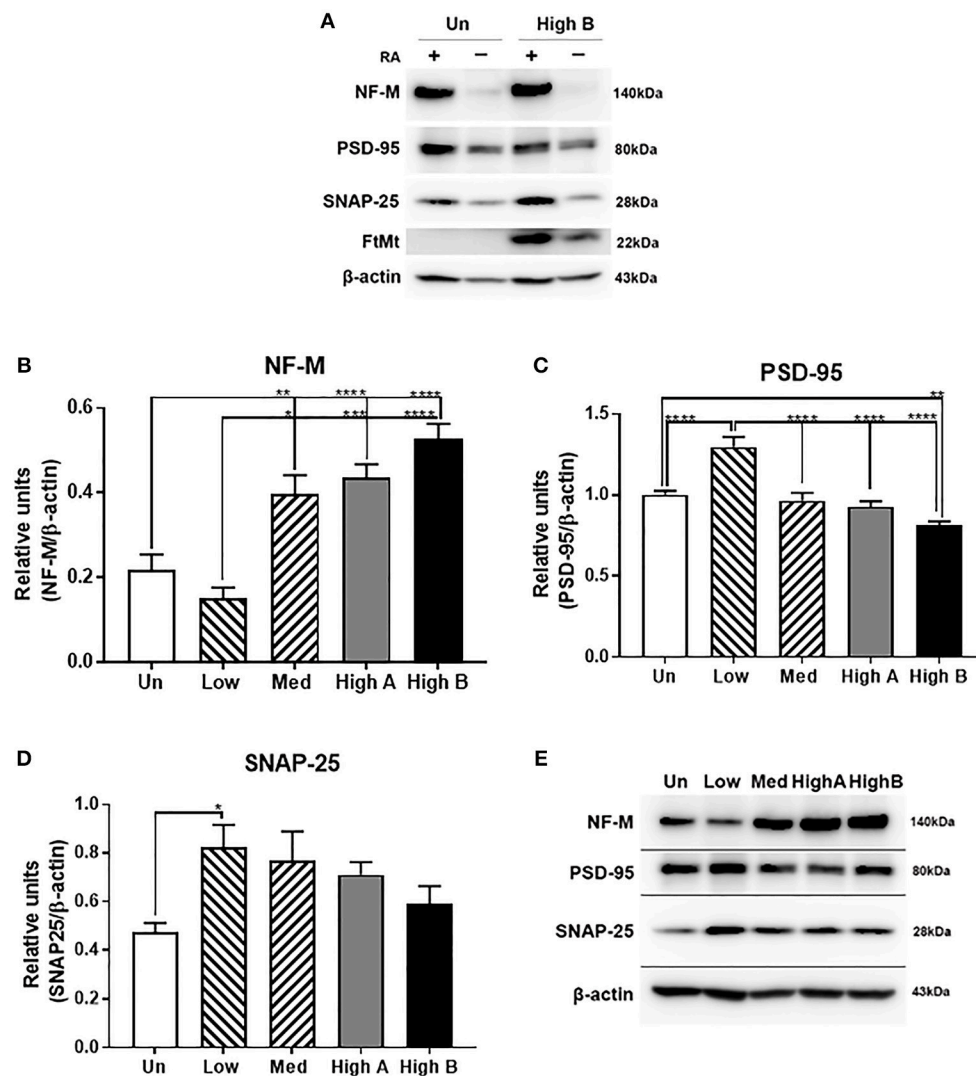 A
Un High B
RA + − + −
NF-M 140kDa
PSD-95 80kDa
SNAP-25 28kDa
FtMt 22kDa
β-actin 43kDa
B
NF-M
** **** ****
* *** ****
Relative units
(NF-M/β-actin)
0.6
0.4
0.2
0.0
Un Low Med High A High B
C
PSD-95
**
**** **** **** ****
Relative units
(PSD-95/β-actin)
1.5
1.0
0.5
0.0
Un Low Med High A High B
D
SNAP-25
*
Relative units
(SNAP25/β-actin)
1.0
0.8
0.6
0.4
0.2
0.0
Un Low Med High A High B
E
Un Low Med HighA HighB
NF-M 140kDa
PSD-95 80kDa
SNAP-25 28kDa
β-actin 43kDa